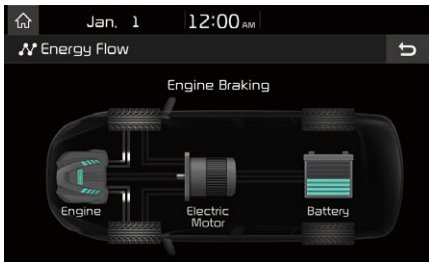 Jan. 1 12:00 AM
Energy Flow
Engine Braking
Engine
Electric
Motor
Battery